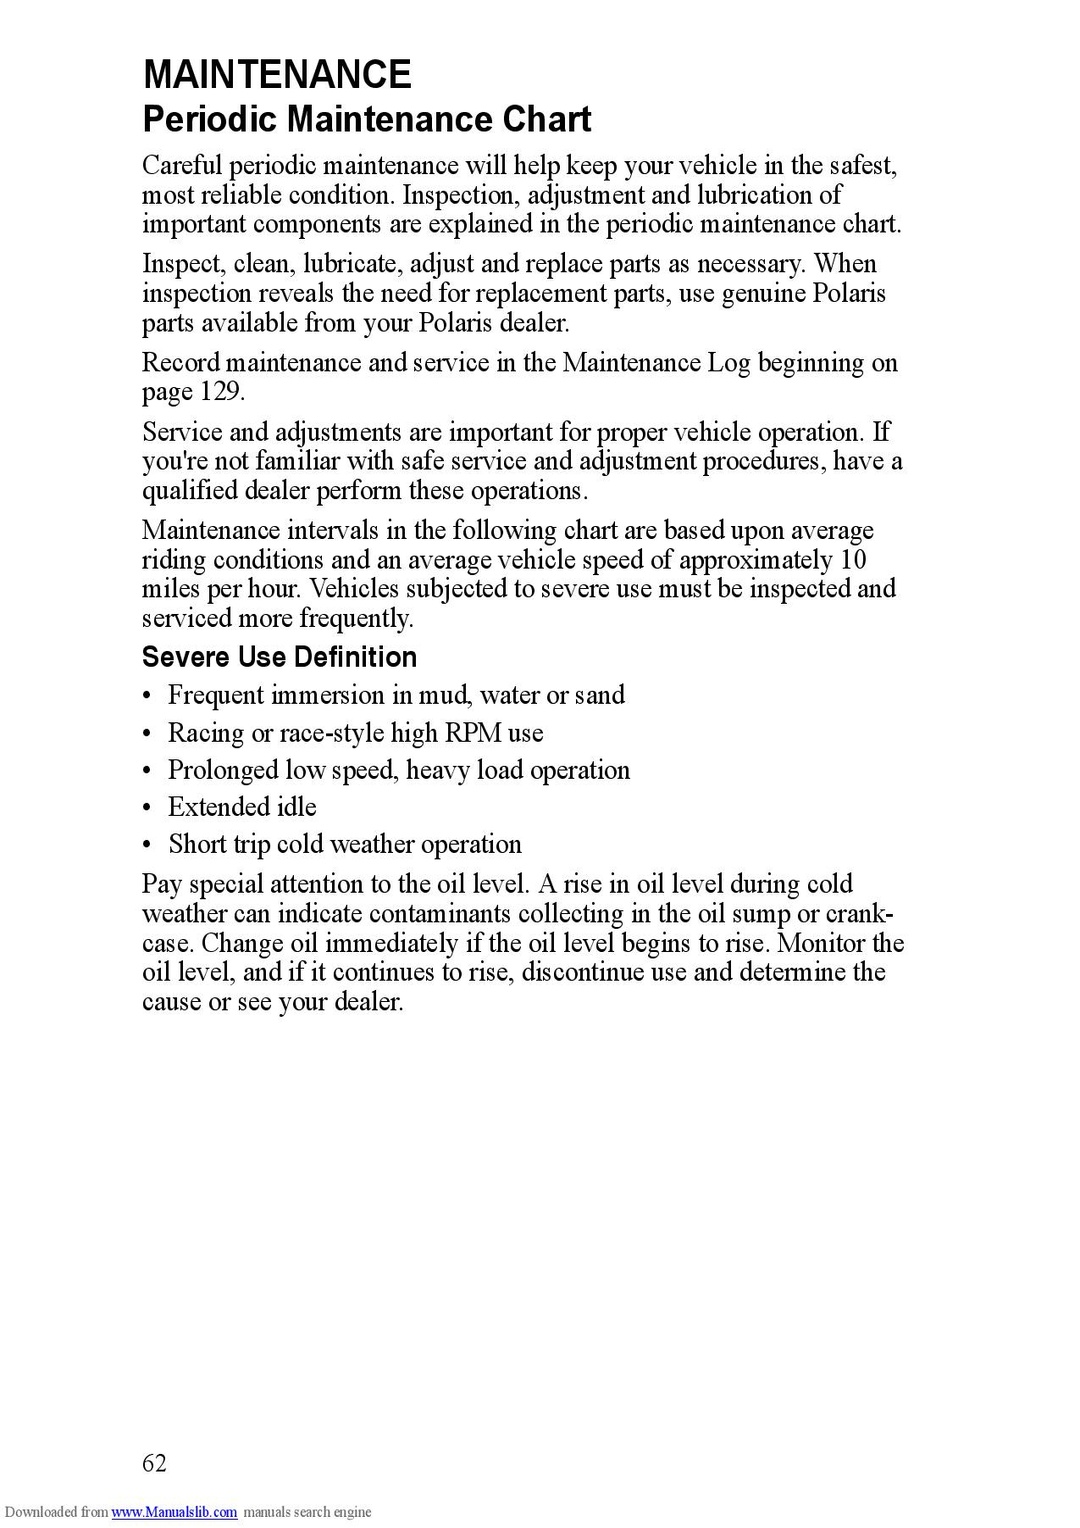 MAINTENANCE
Periodic Maintenance Chart
Careful periodic maintenance will help keep your vehicle in the safest,
most reliable condition. Inspection, adjustment and lubrication of
important components are explained in the periodic maintenance chart.
Inspect, clean, lubricate, adjust and replace parts as necessary. When
inspection reveals the need for replacement parts, use genuine Polaris
parts available from your Polaris dealer.
Record maintenance and service in the Maintenance Log beginning on
page 129.
Service and adjustments are important for proper vehicle operation. If
you're not familiar with safe service and adjustment procedures, have a
qualified dealer perform these operations.
Maintenance intervals in the following chart are based upon average
riding conditions and an average vehicle speed of approximately 10
miles per hour. Vehicles subjected to severe use must be inspected and
serviced more frequently.
Severe Use Definition
• Frequent immersion in mud, water or sand
• Racing or race-style high RPM use
• Prolonged low speed, heavy load operation
• Extended idle
• Short trip cold weather operation
Pay special attention to the oil level. A rise in oil level during cold
weather can indicate contaminants collecting in the oil sump or crank-
case. Change oil immediately if the oil level begins to rise. Monitor the
oil level, and if it continues to rise, discontinue use and determine the
cause or see your dealer.
62
Downloaded from www.Manualslib.com manuals search engine